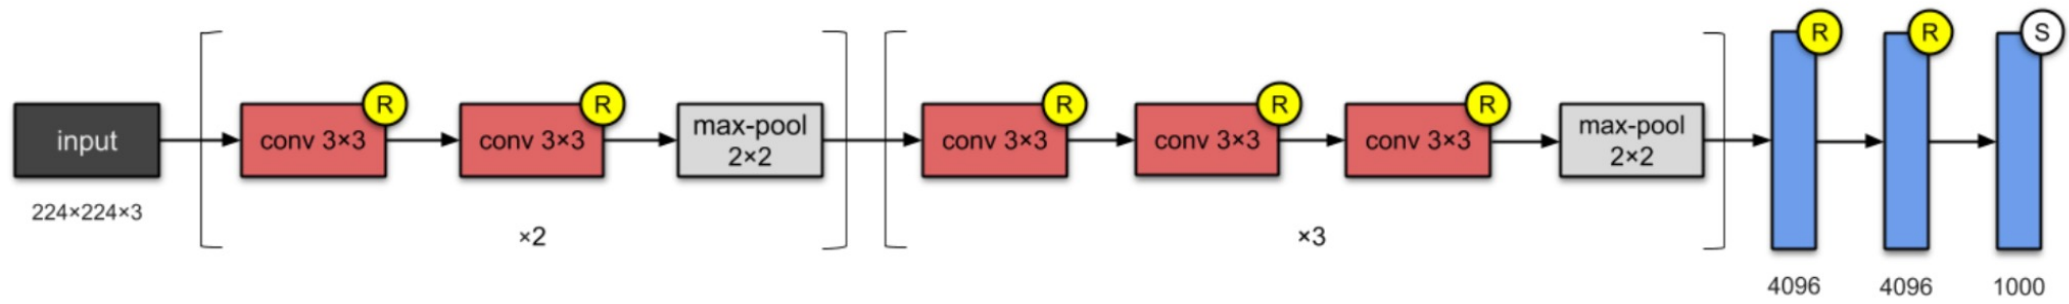 input
224×224×3
conv 3×3
R
conv 3×3
R
max-pool
2×2
×2
conv 3×3
R
conv 3×3
R
conv 3×3
R
max-pool
2×2
×3
R
4096
R
4096
S
1000